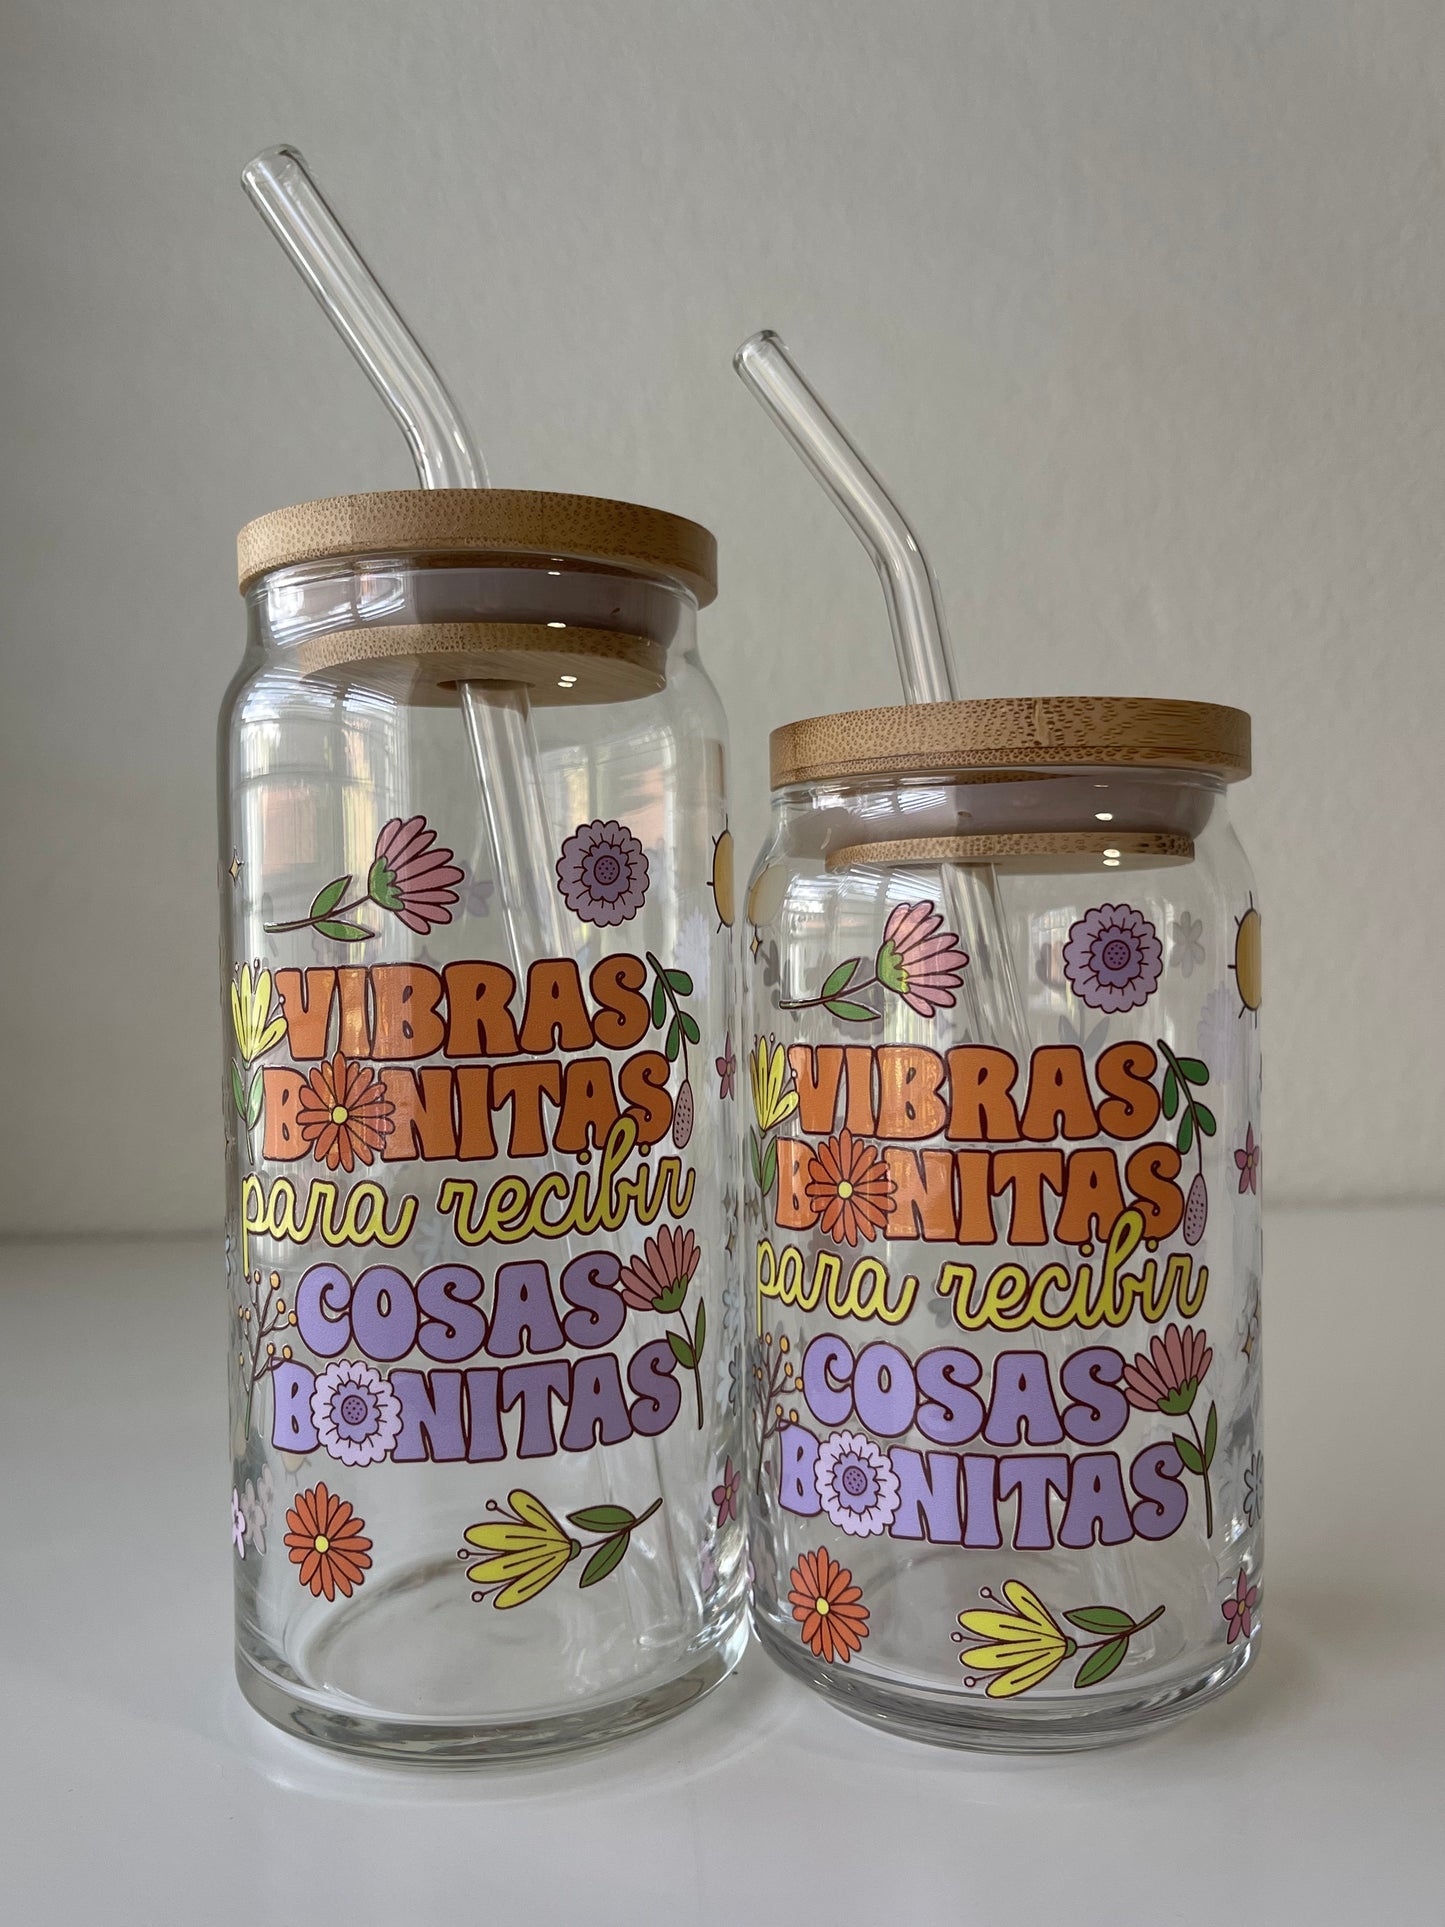 VIBRAS
BONITAS
para recibir
COSAS
BONITAS
VIBRAS
BONITAS
para recibir
COSAS
BONITAS